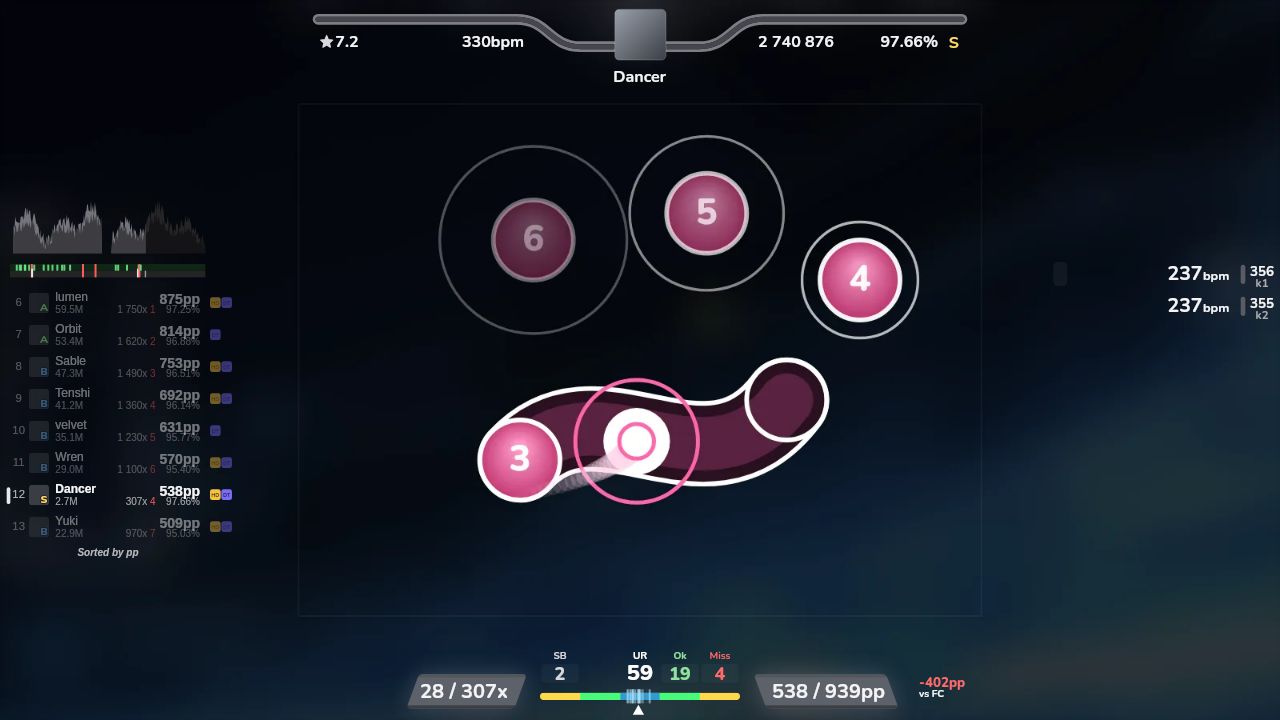 ★7.2 330bpm 2 740 876 97.66% S
Dancer
6 A lumen 875pp
59.5M 1 750x 1 97.25%
7 A Orbit 814pp
53.4M 1 620x 2 96.88%
8 B Sable 753pp
47.3M 1 490x 3 96.51%
9 B Tenshi 692pp
41.2M 1 360x 4 96.14%
10 B velvet 631pp
35.1M 1 230x 5 95.77%
11 B Wren 570pp
29.0M 1 100x 6 95.40%
12 S Dancer 538pp HD DT
2.7M 307x 4 97.66%
13 B Yuki 509pp
22.9M 970x 7 95.03%
Sorted by pp
6
5
4
3
237bpm 356
k1
237bpm 355
k2
SB UR Ok Miss
2 59 19 4
28 / 307x
538 / 939pp
-402pp
vs FC